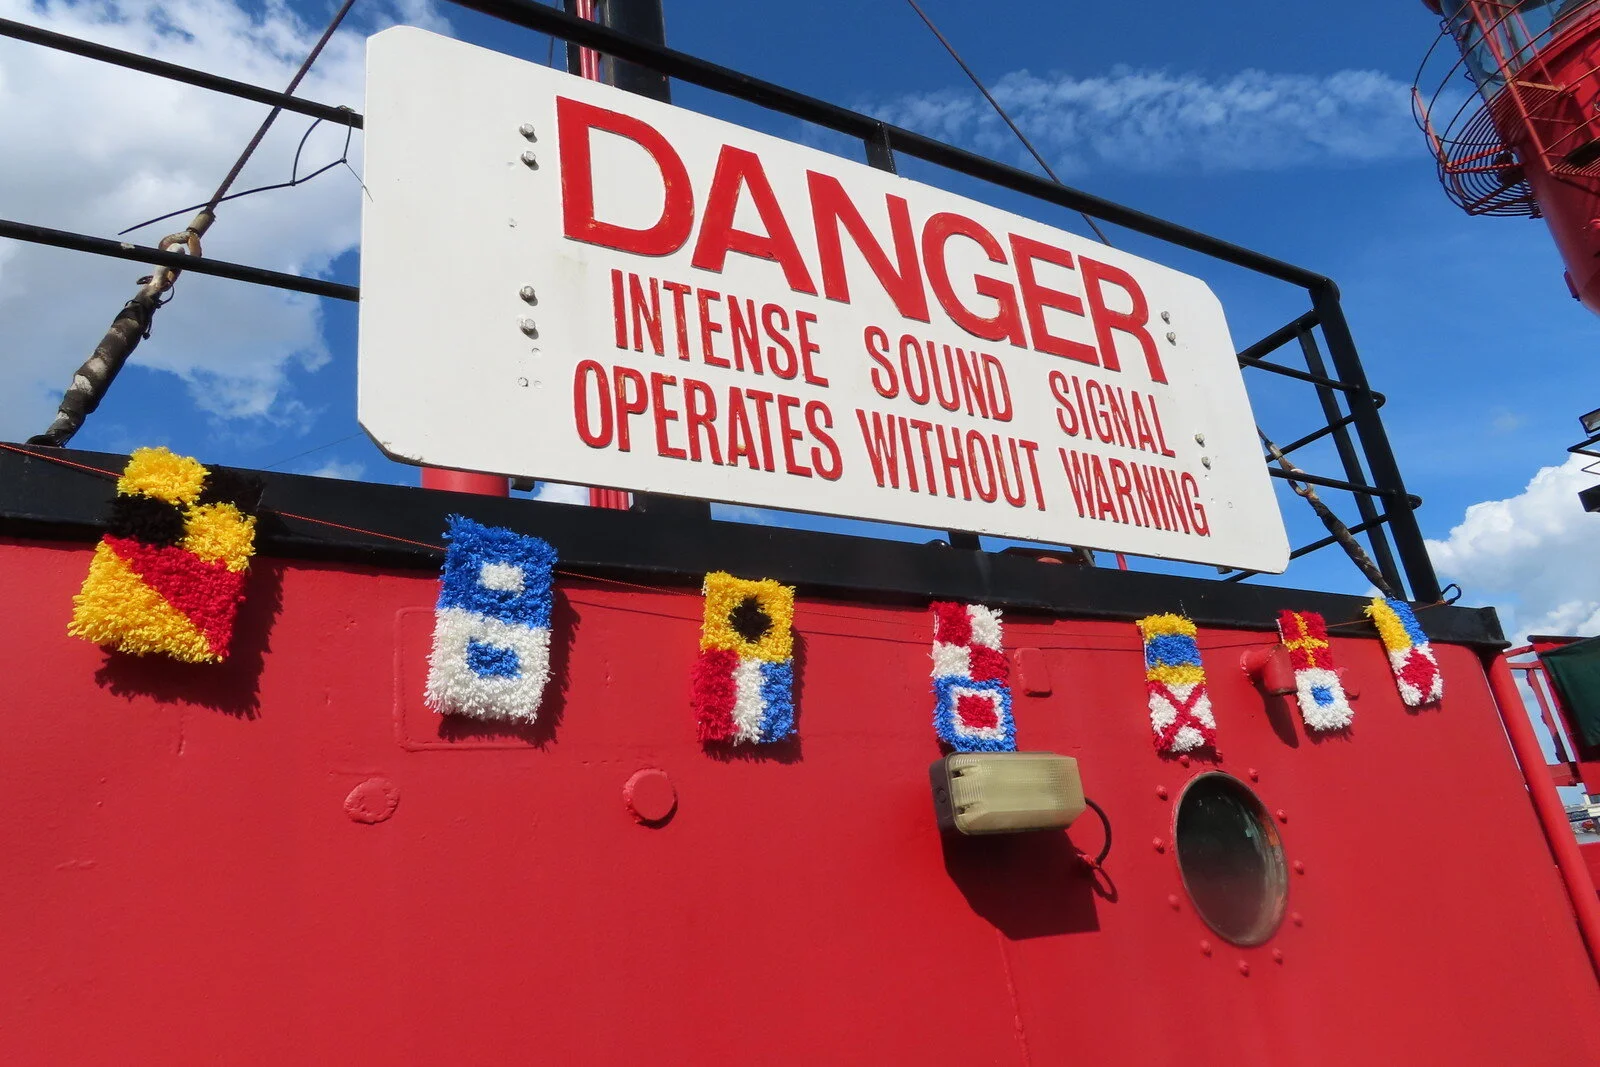 DANGER
INTENSE SOUND SIGNAL
OPERATES WITHOUT WARNING